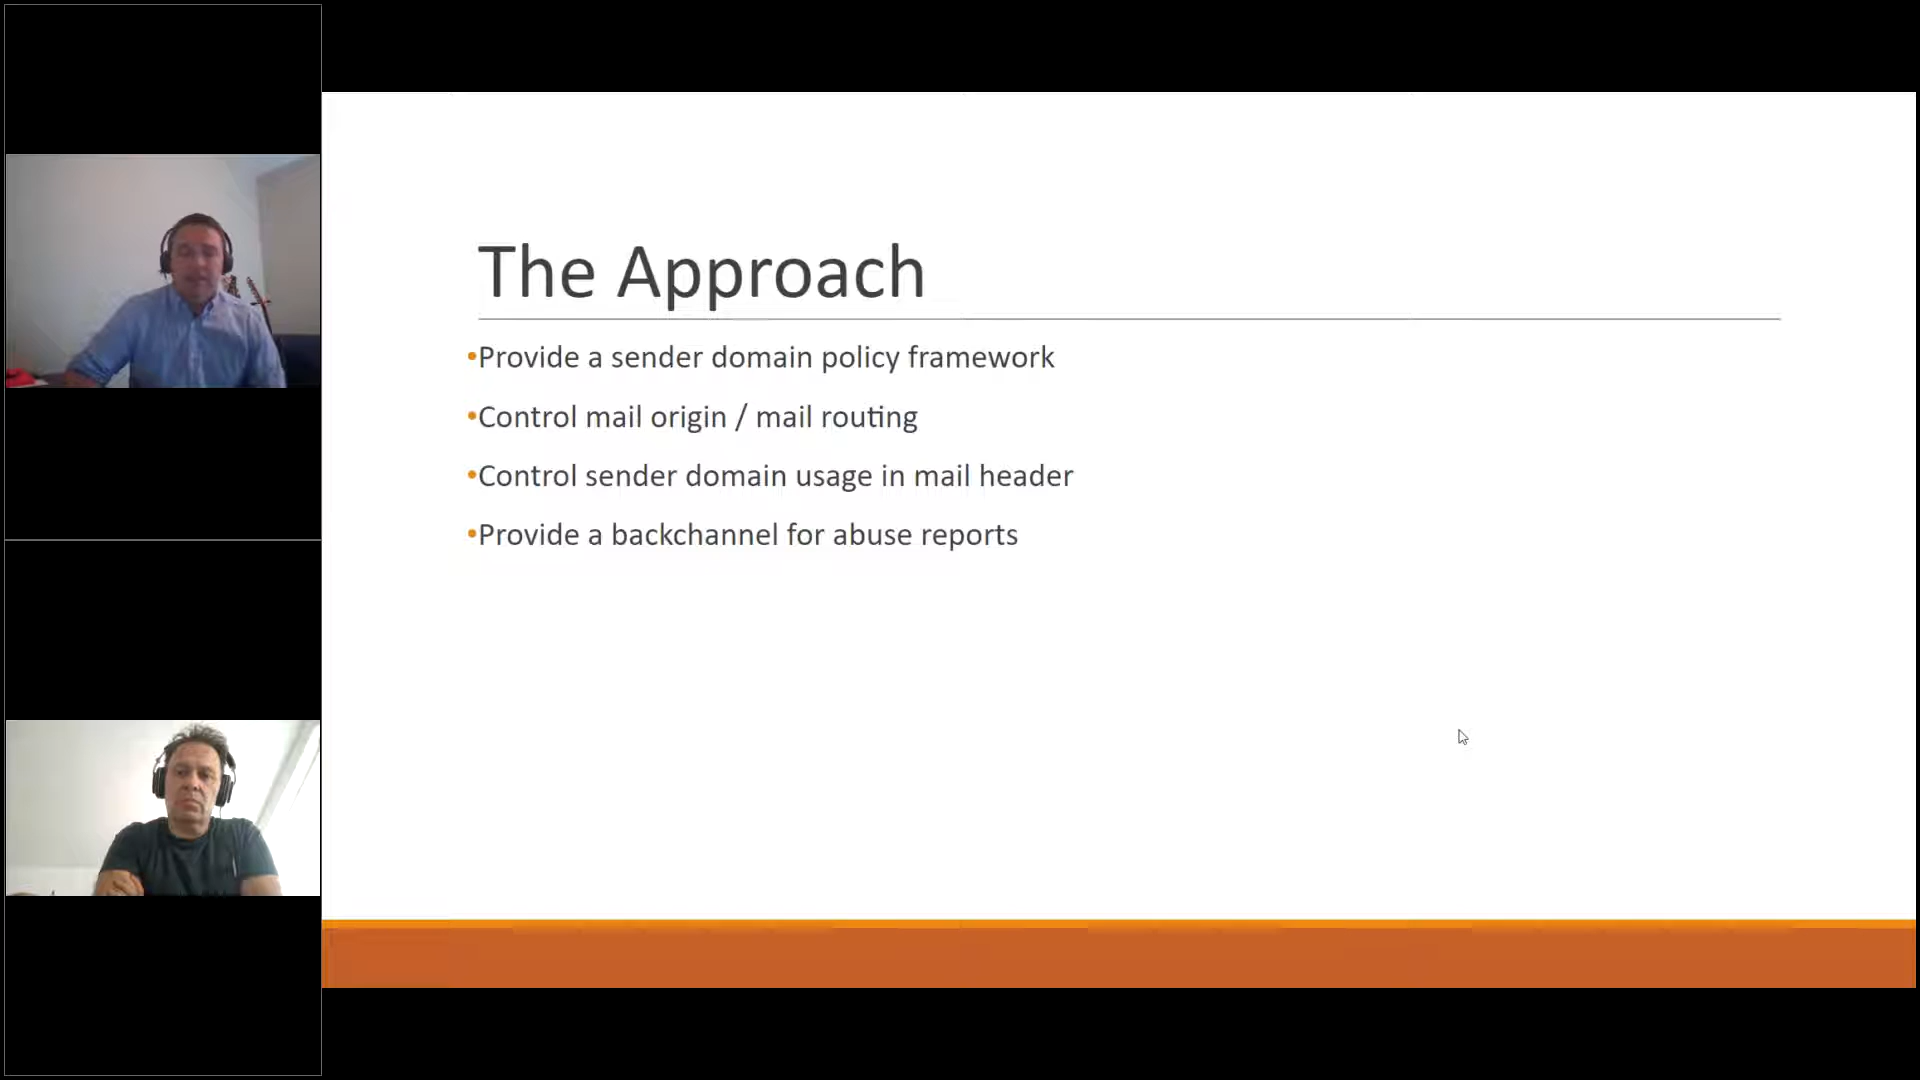 The Approach
•Provide a sender domain policy framework
•Control mail origin / mail routing
•Control sender domain usage in mail header
•Provide a backchannel for abuse reports